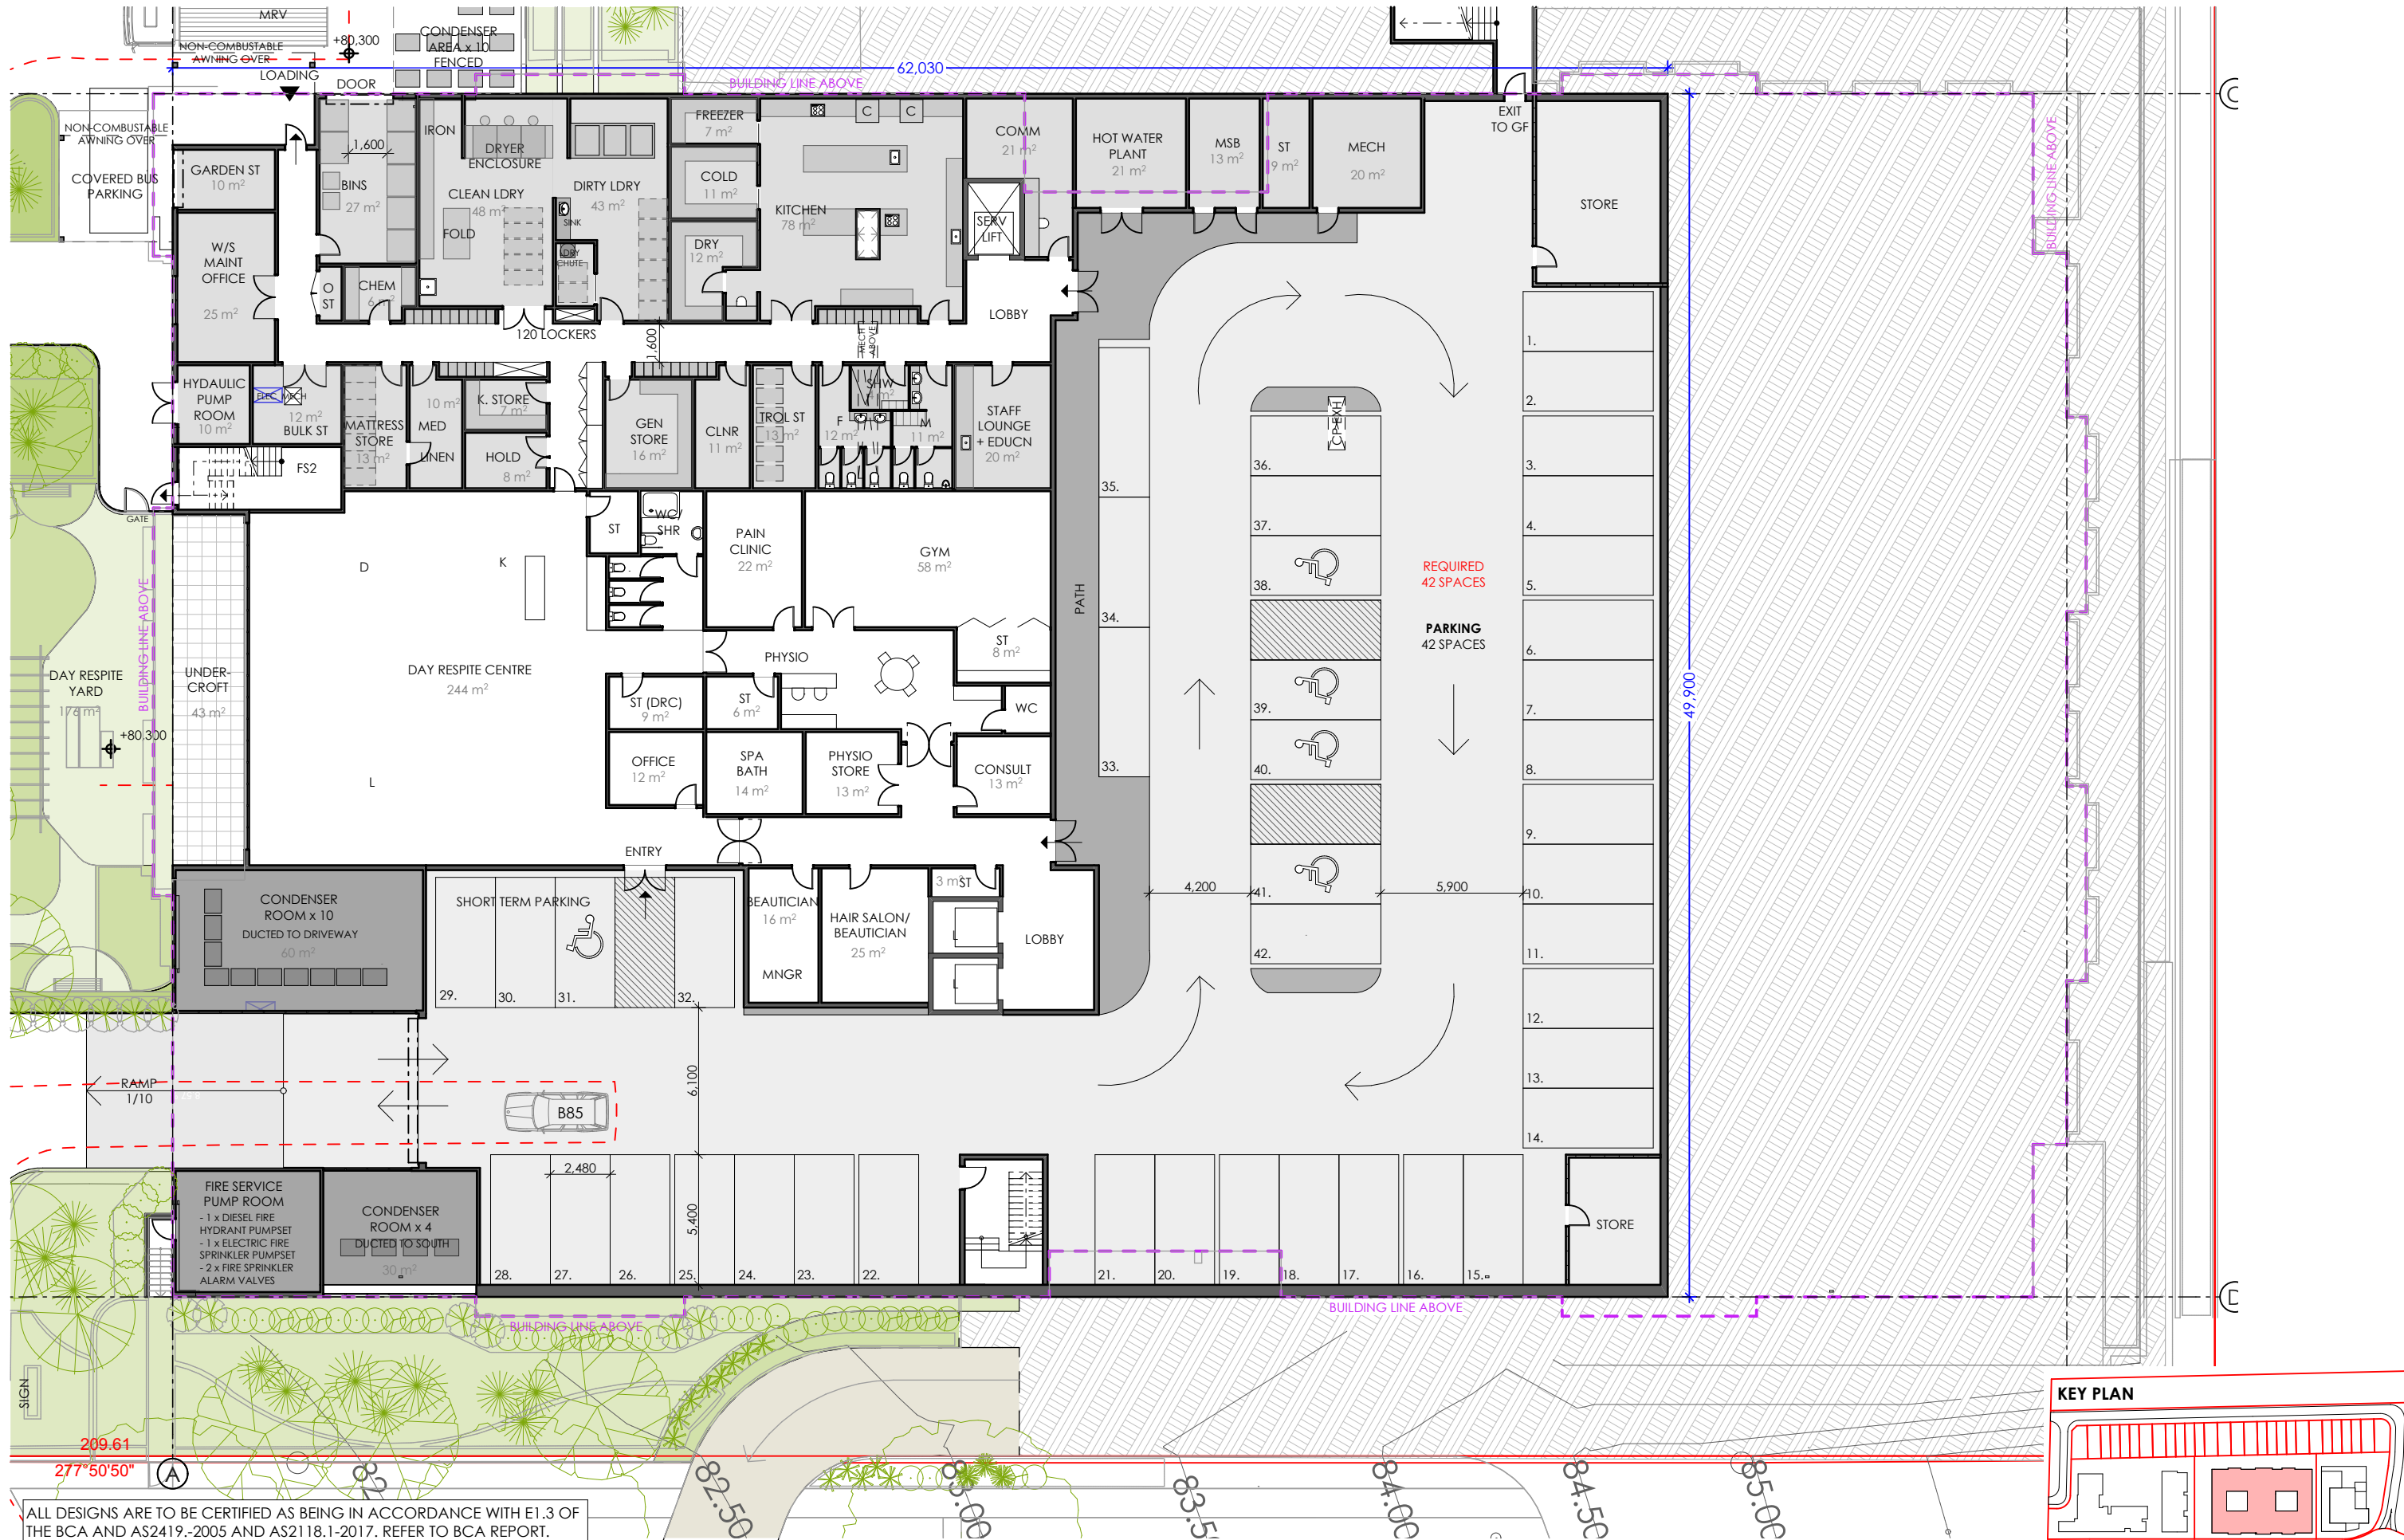 MRV
NON-COMBUSTABLE
AWNING OVER
+80,300
CONDENSER
AREA x 10
FENCED
LOADING
DOOR
62,030
BUILDING LINE ABOVE
C
NON-COMBUSTABLE
AWNING OVER
COVERED BUS
PARKING
GARDEN ST
10 m²
1,600
BINS
27 m²
IRON
DRYER
ENCLOSURE
CLEAN LDRY
48 m²
FOLD
DIRTY LDRY
43 m²
SINK
LDRY
CHUTE
FREEZER
7 m²
COLD
11 m²
DRY
12 m²
C
C
KITCHEN
78 m²
COMM
21 m²
SERV
LIFT
HOT WATER
PLANT
21 m²
MSB
13 m²
ST
9 m²
MECH
20 m²
EXIT
TO GF
STORE
BUILDING LINE ABOVE
W/S
MAINT
OFFICE
25 m²
O
ST
CHEM
6 m²
120 LOCKERS
1,600
MECH
ABOVE
LOBBY
HYDAULIC
PUMP
ROOM
10 m²
ELEC MECH
12 m²
BULK ST
MATTRESS
STORE
13 m²
10 m²
MED
LINEN
K. STORE
7 m²
HOLD
8 m²
GEN
STORE
16 m²
CLNR
11 m²
TROL ST
13 m²
F
12 m²
SHW
M
11 m²
STAFF
LOUNGE
+ EDUCN
20 m²
FS2
GATE
1.
2.
3.
4.
5.
6.
7.
8.
9.
10.
11.
12.
13.
14.
CP EXH
36.
37.
38.
39.
40.
41.
42.
35.
34.
33.
PATH
REQUIRED
42 SPACES
PARKING
42 SPACES
49,900
4,200
5,900
DAY RESPITE
YARD
176 m²
+80,300
BUILDING LINE ABOVE
UNDER-
CROFT
43 m²
D
K
L
DAY RESPITE CENTRE
244 m²
ST
WC/
SHR
PAIN
CLINIC
22 m²
GYM
58 m²
ST
8 m²
PHYSIO
ST (DRC)
9 m²
ST
6 m²
WC
OFFICE
12 m²
SPA
BATH
14 m²
PHYSIO
STORE
13 m²
CONSULT
13 m²
ENTRY
CONDENSER
ROOM x 10
DUCTED TO DRIVEWAY
60 m²
SHORT TERM PARKING
29.
30.
31.
32.
BEAUTICIAN
16 m²
MNGR
HAIR SALON/
BEAUTICIAN
25 m²
3 m²
ST
L
L
LOBBY
RAMP
1/10
B85
6,100
5,400
2,480
FIRE SERVICE
PUMP ROOM
- 1 x DIESEL FIRE
HYDRANT PUMPSET
- 1 x ELECTRIC FIRE
SPRINKLER PUMPSET
- 2 x FIRE SPRINKLER
ALARM VALVES
CONDENSER
ROOM x 4
DUCTED TO SOUTH
30 m²
28.
27.
26.
25.
24.
23.
22.
21.
20.
19.
18.
17.
16.
15.
STORE
BUILDING LINE ABOVE
BUILDING LINE ABOVE
D
SIGN
209.61
277°50'50"
A
82.50
83.00
83.5
84.00
84.50
85.00
KEY PLAN
ALL DESIGNS ARE TO BE CERTIFIED AS BEING IN ACCORDANCE WITH E1.3 OF
THE BCA AND AS2419.-2005 AND AS2118.1-2017. REFER TO BCA REPORT.